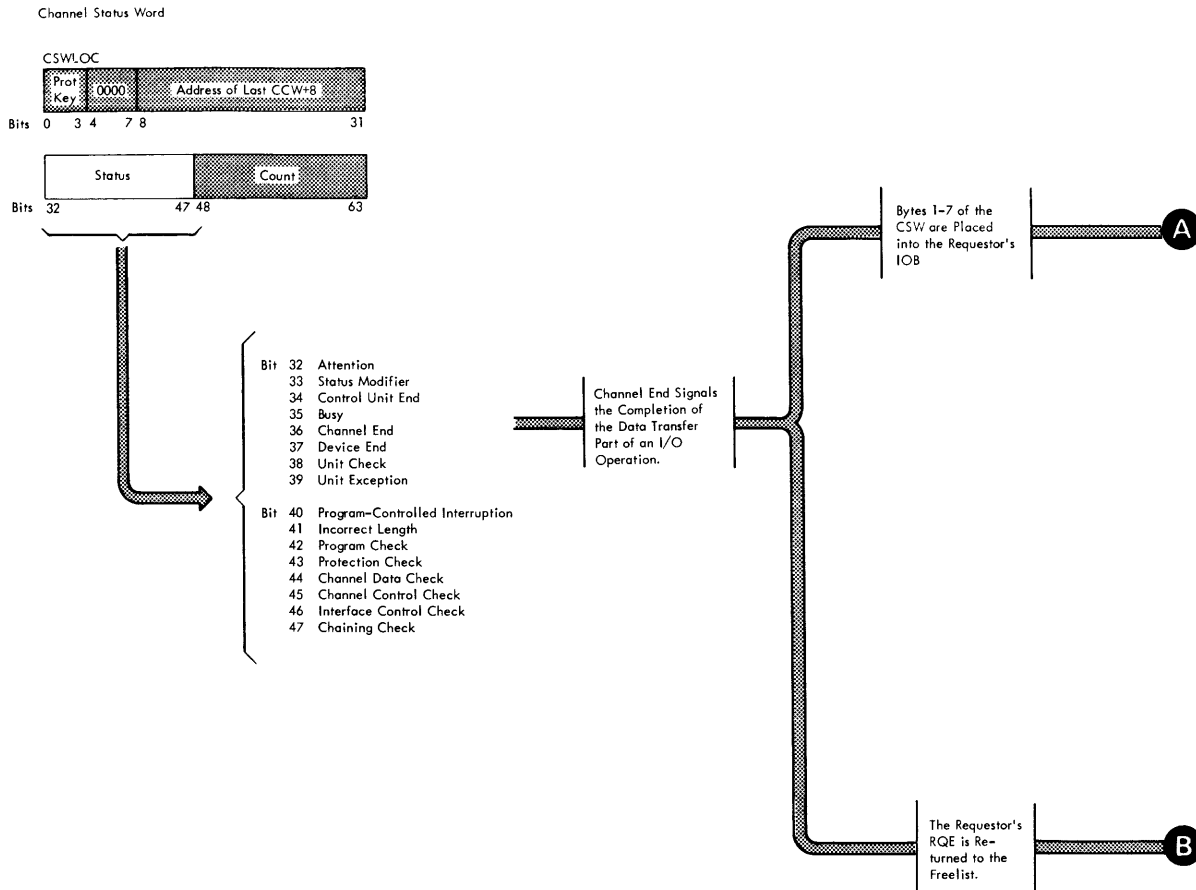 Channel Status Word
CSWLOC
Prot Key 0000 Address of Last CCW+8
Bits 0 3 4 7 8 31
Status Count
Bits 32 47 48 63
Bytes 1-7 of the
CSW are Placed
into the Requestor's
IOB
A
Bit 32 Attention
33 Status Modifier
34 Control Unit End
35 Busy
36 Channel End
37 Device End
38 Unit Check
39 Unit Exception
Bit 40 Program-Controlled Interruption
41 Incorrect Length
42 Program Check
43 Protection Check
44 Channel Data Check
45 Channel Control Check
46 Interface Control Check
47 Chaining Check
Channel End Signals
the Completion of
the Data Transfer
Part of an I/O
Operation.
The Requestor's
RQE is Re-
turned to the
Freelist.
B